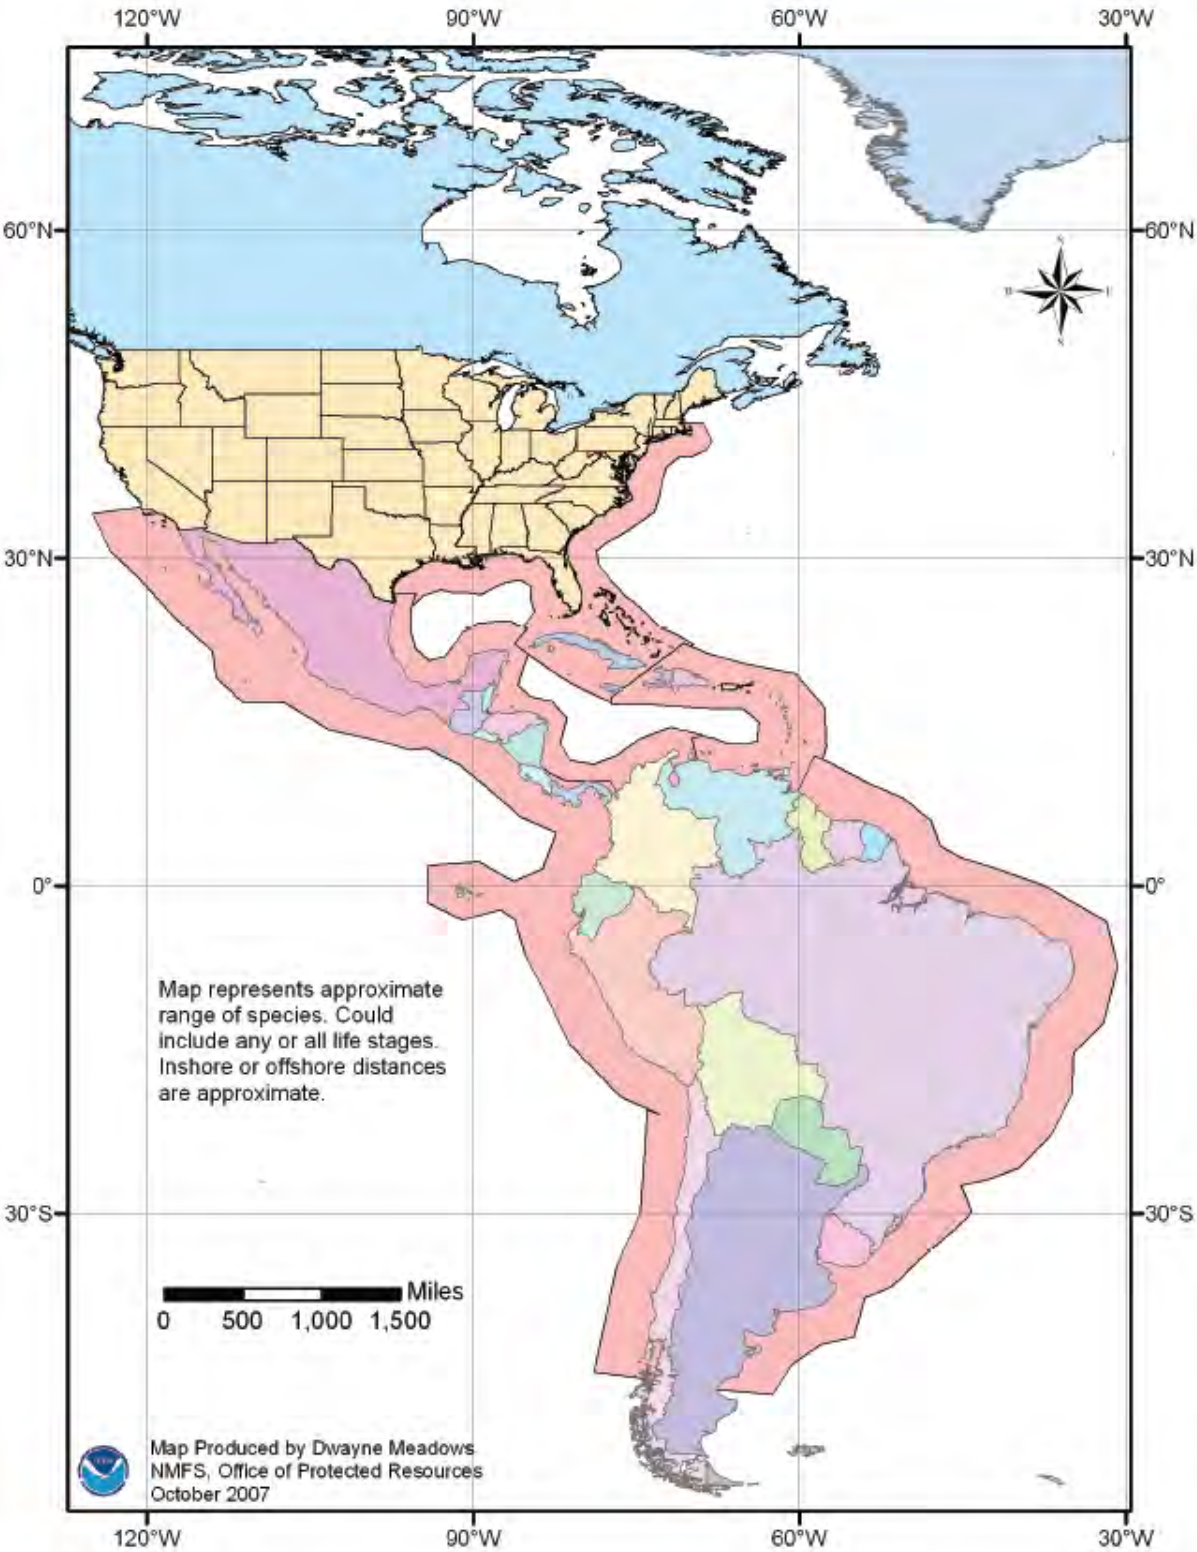 120°W 90°W 60°W 30°W
60°N 60°N
30°N 30°N
0° 0°
Map represents approximate
range of species. Could
include any or all life stages.
Inshore or offshore distances
are approximate.
30°S 30°S
Miles
0 500 1,000 1,500
Map Produced by Dwayne Meadows
NMFS, Office of Protected Resources
October 2007
120°W 90°W 60°W 30°W